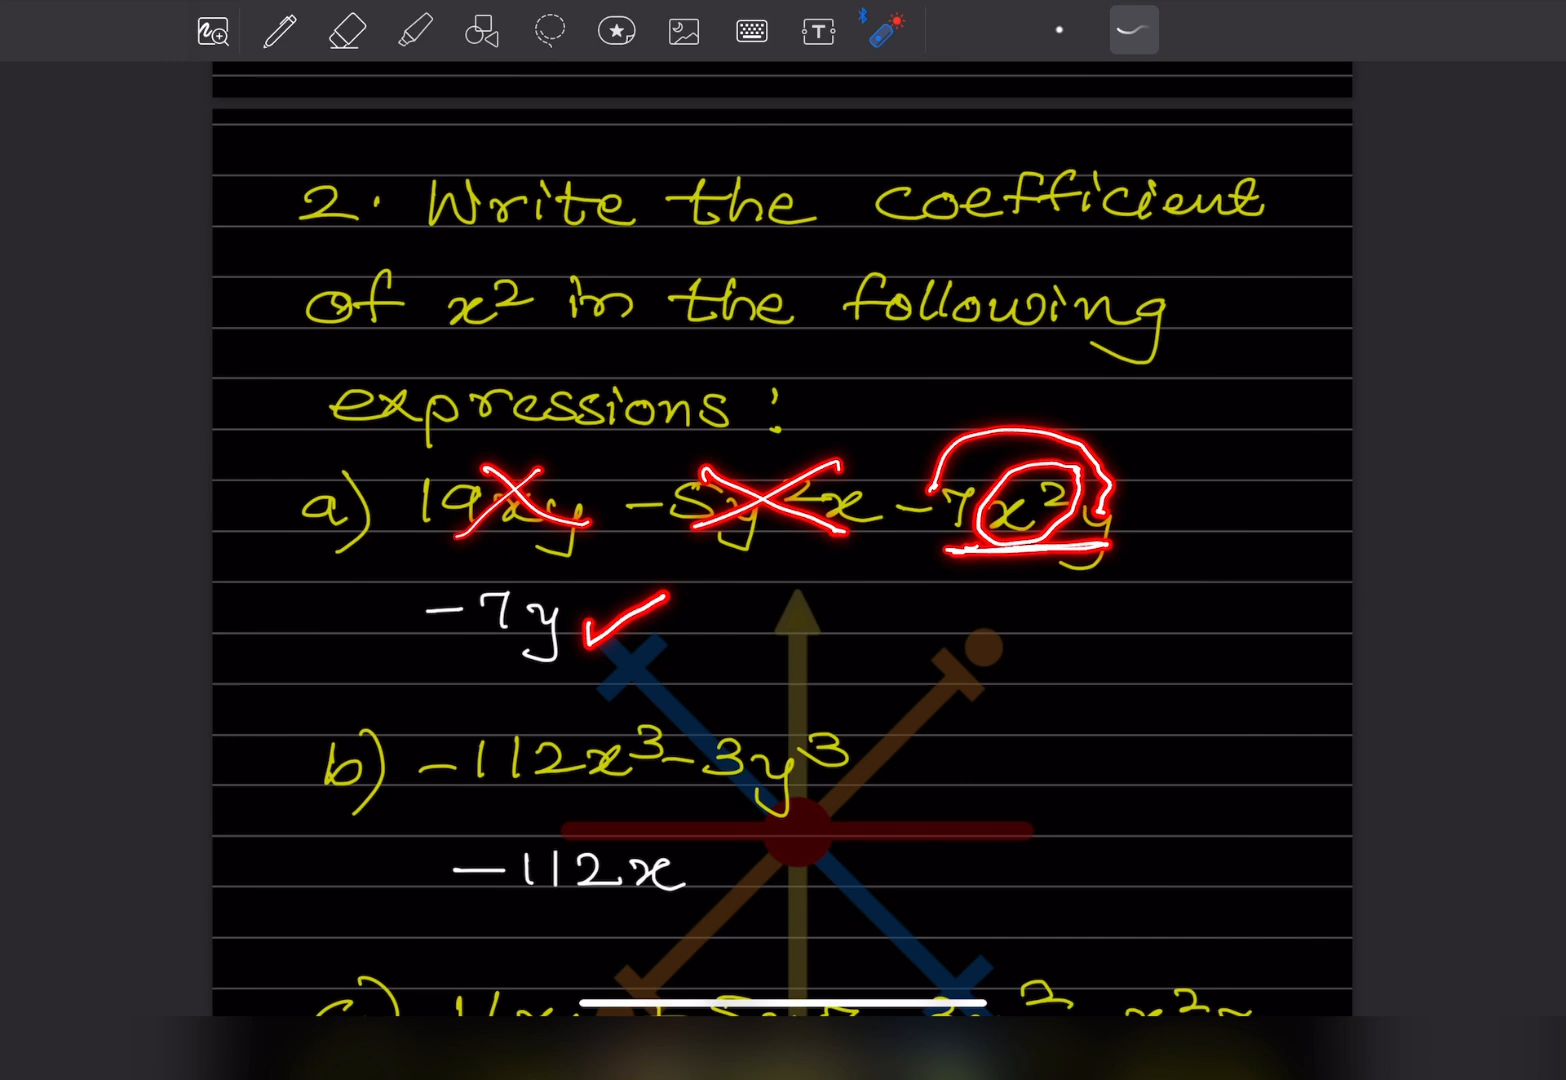 2. Write the coefficient
of x² in the following
expressions :
a) 19xy -5y²x -7x²y
-7y
b) -112x³-3y³
-112x
c)